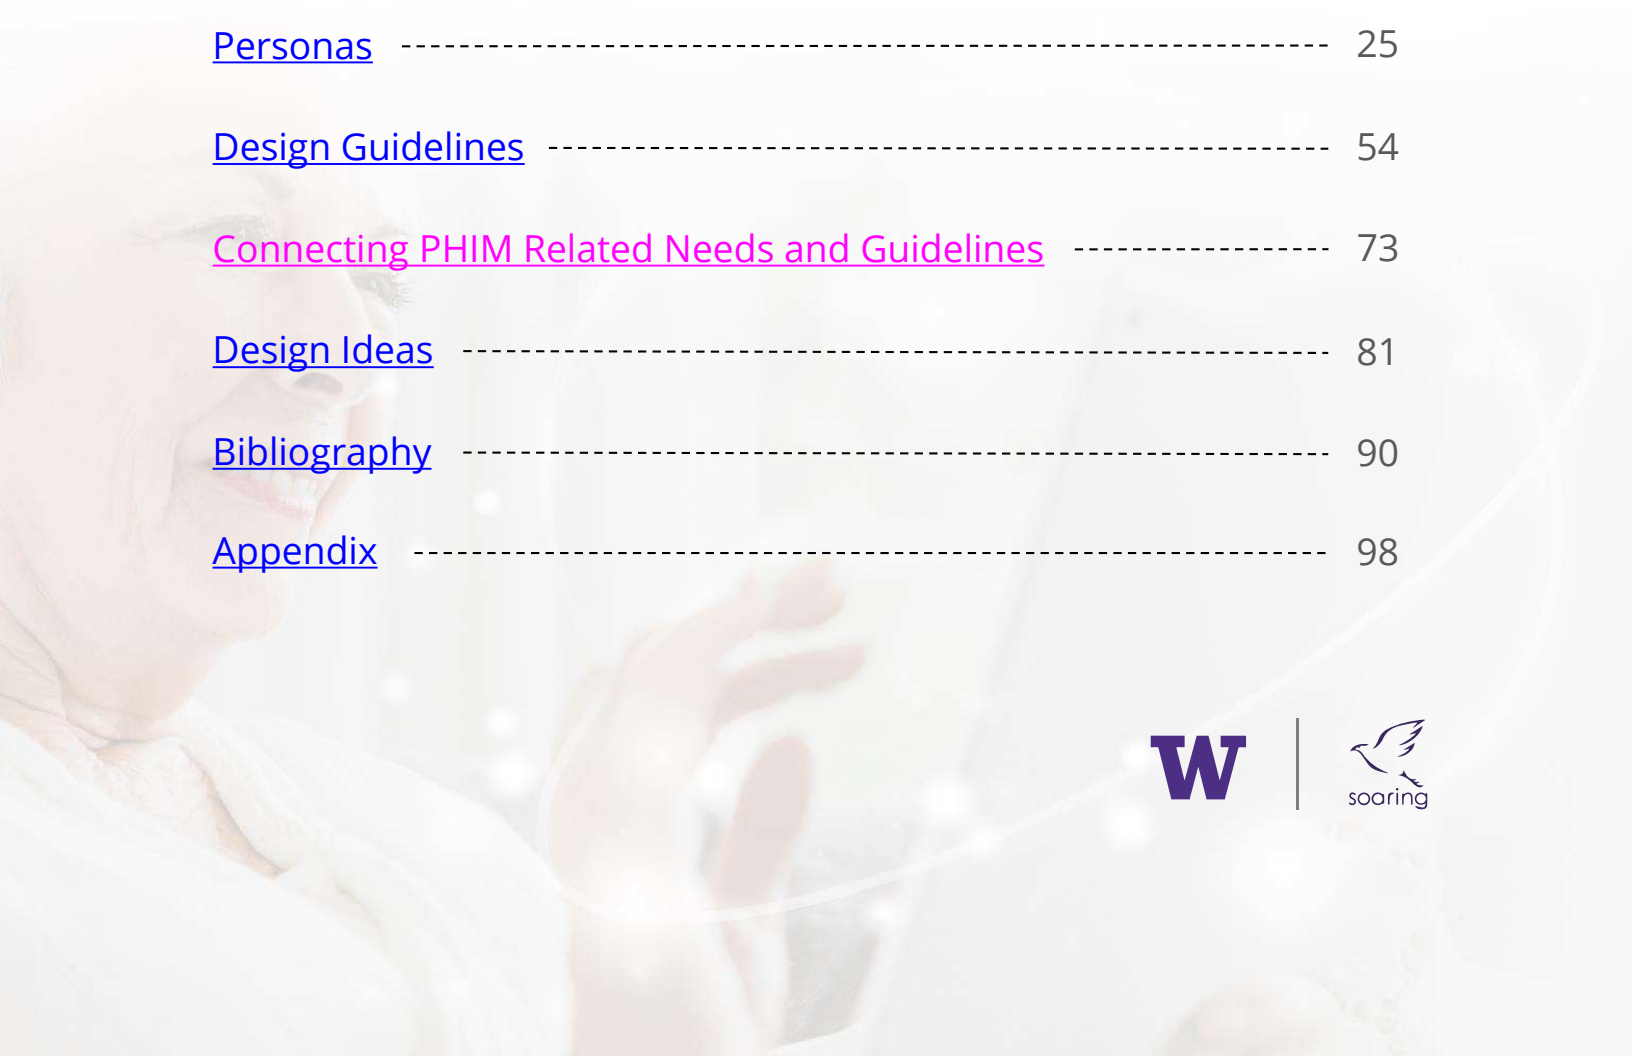 Personas 25
Design Guidelines 54
Connecting PHIM Related Needs and Guidelines 73
Design Ideas 81
Bibliography 90
Appendix 98
W
soaring